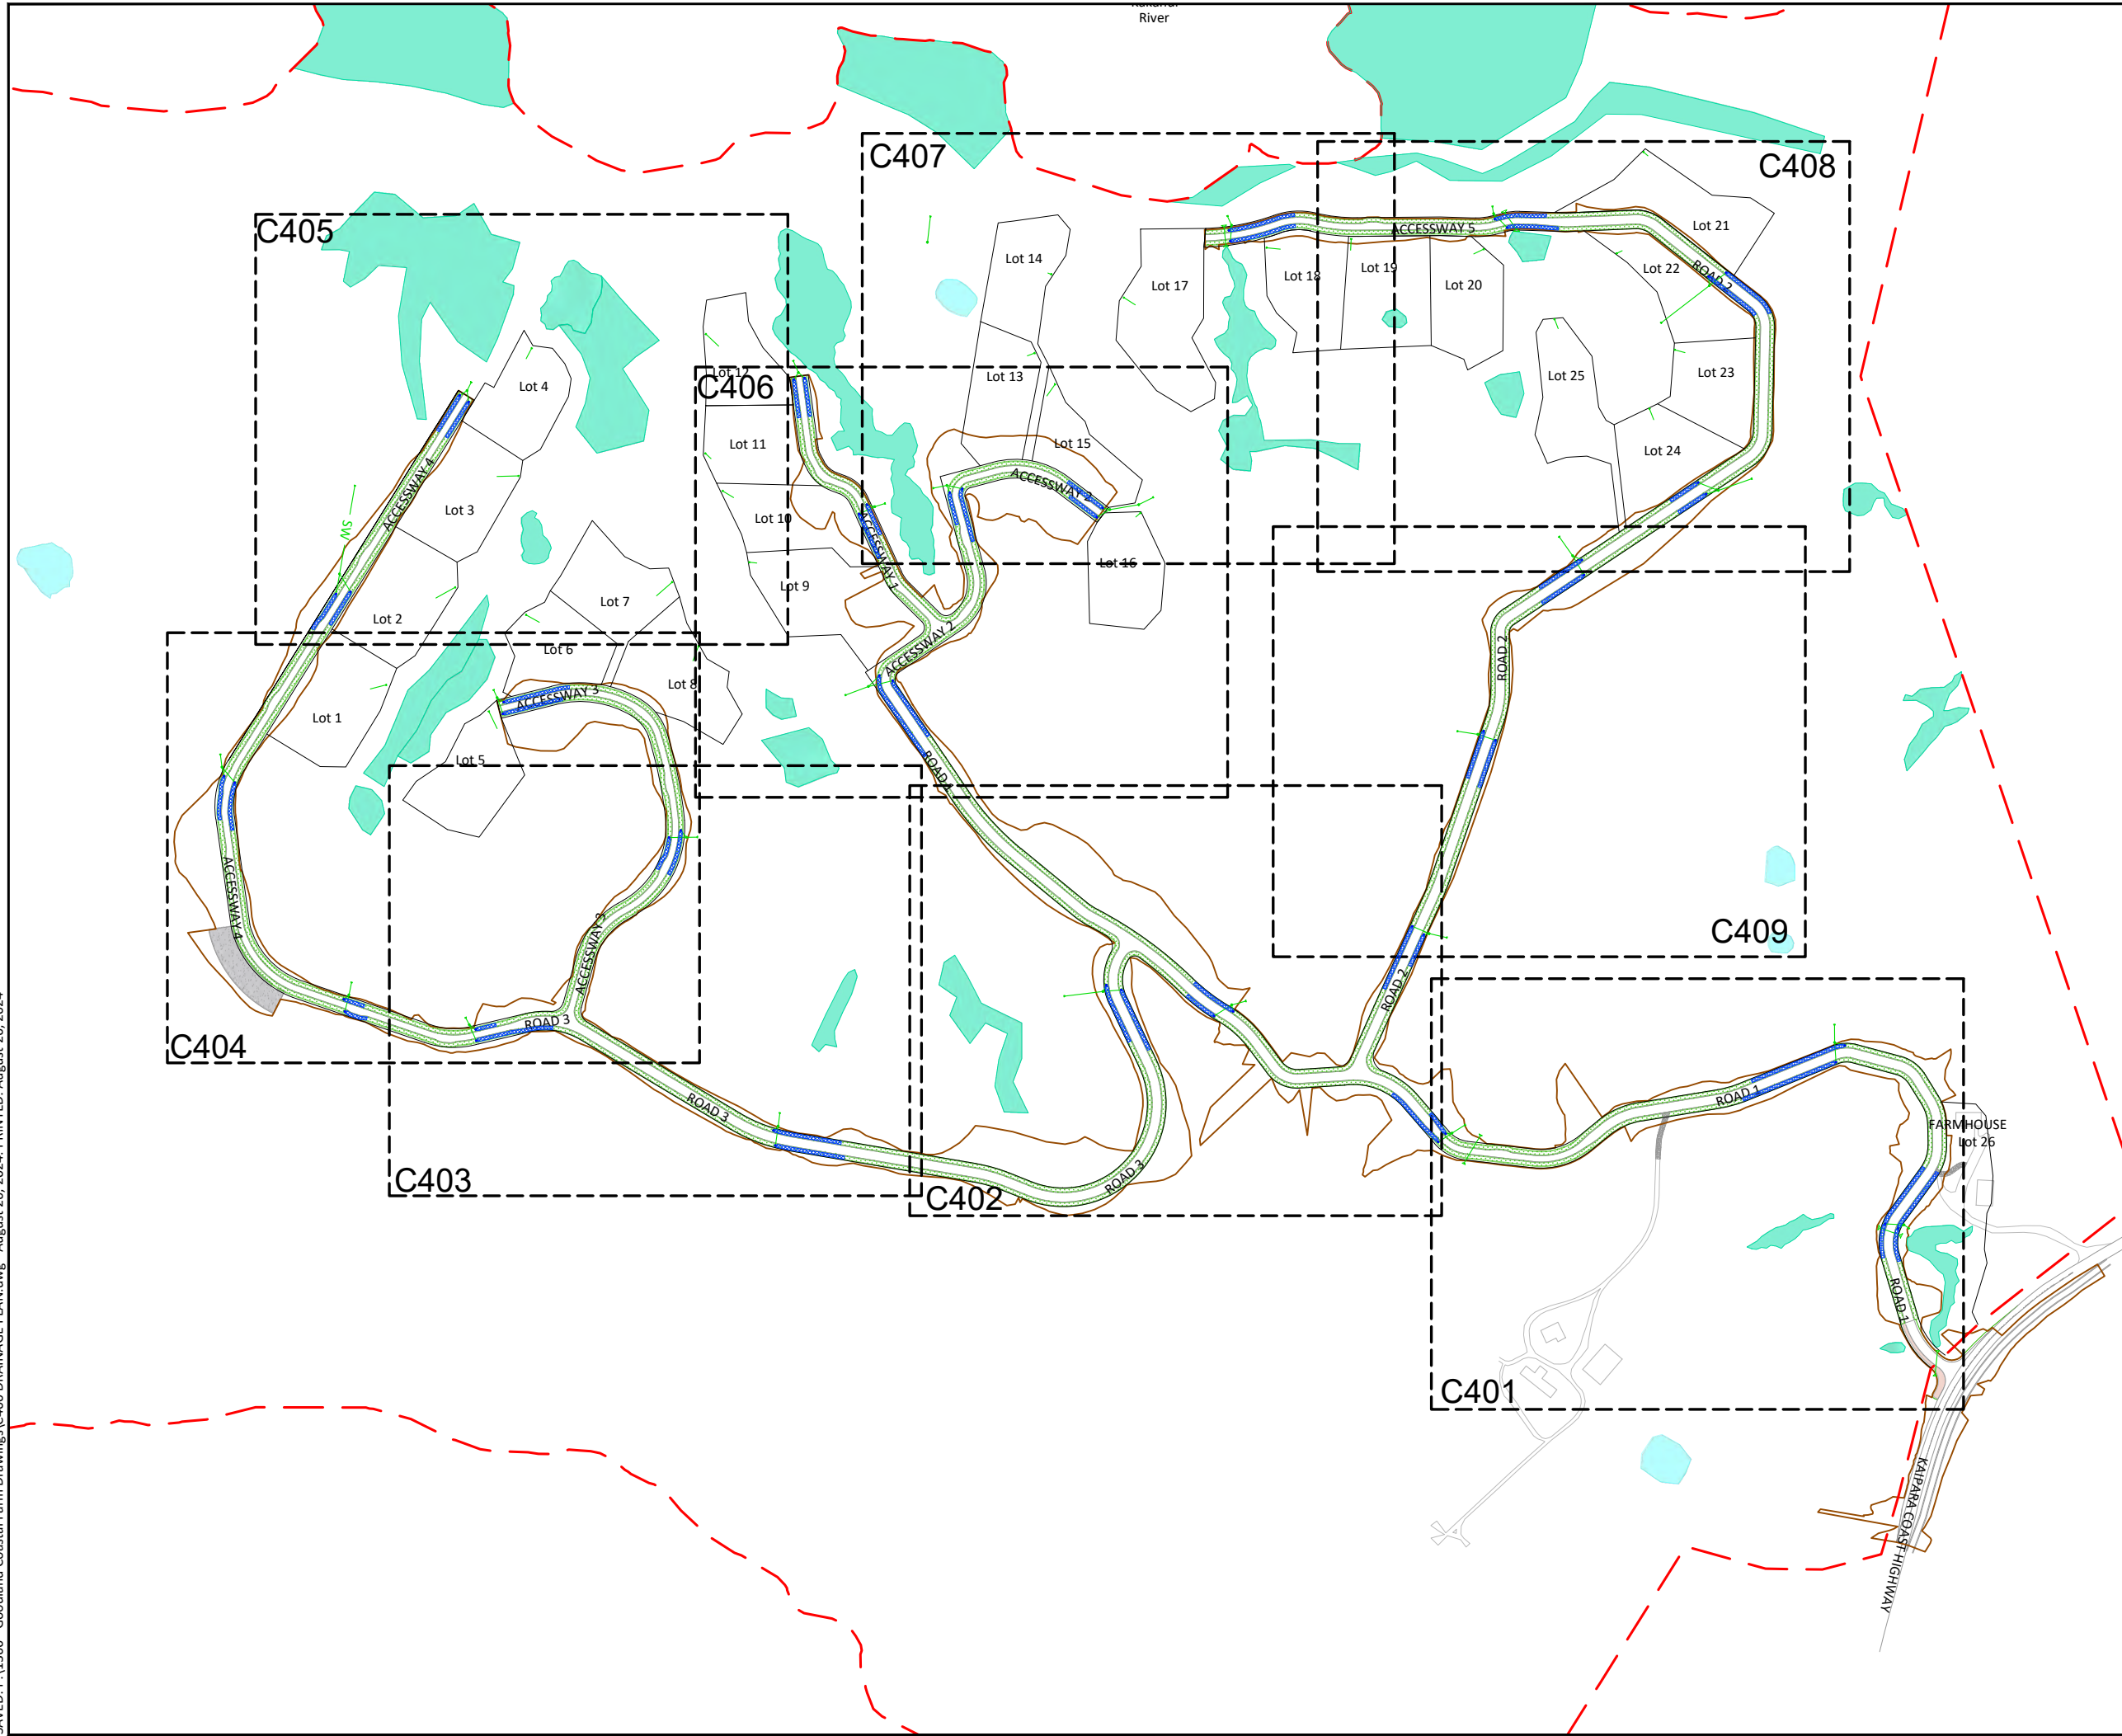 River
C407
C408
C405
Lot 21
ACCESSWAY 5
Lot 14
Lot 22
ROAD 2
Lot 19
Lot 18
Lot 17
Lot 20
Lot 12
Lot 13
Lot 23
Lot 25
Lot 4
C406
Lot 11
Lot 15
Lot 24
ACCESSWAY 4
ACCESSWAY 2
Lot 3
SW
Lot 10
ACCESSWAY 1
Lot 16
Lot 9
Lot 7
Lot 2
ACCESSWAY 2
Lot 6
ROAD 2
Lot 8
ACCESSWAY 3
Lot 1
Lot 5
ROAD 1
ACCESSWAY 4
ACCESSWAY 3
C409
ROAD 2
ROAD 3
C404
ROAD 3
ROAD 1
FARMHOUSE
Lot 26
C403
ROAD 3
C402
ROAD 1
C401
KAIPARA COAST HIGHWAY